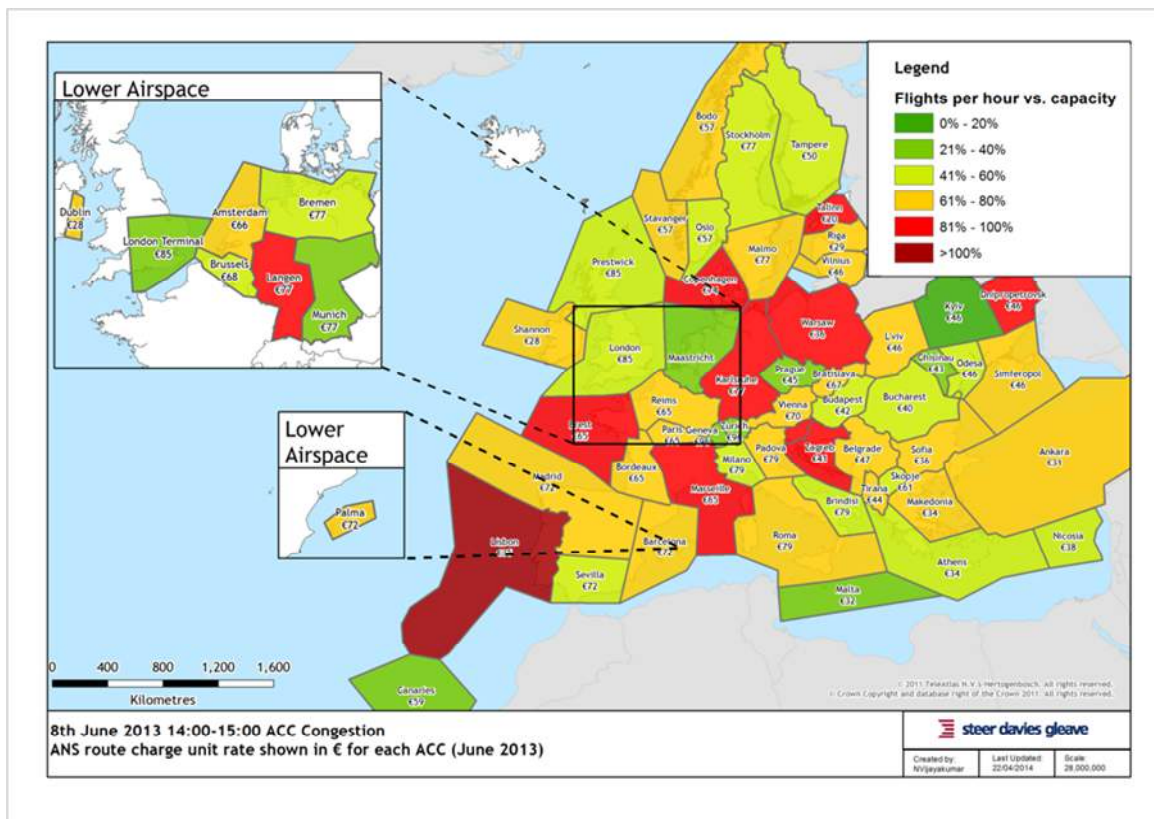 Lower Airspace
Dublin
€28
London Terminal
€85
Amsterdam
€66
Bremen
€77
Brussels
€68
Langen
€77
Munich
€77
Lower
Airspace
Palma
€72
Legend
Flights per hour vs. capacity
0% - 20%
21% - 40%
41% - 60%
61% - 80%
81% - 100%
>100%
Bodo
€57
Stockholm
€77
Tampere
€50
Tallinn
€20
Riga
€29
Vilnius
€46
Stavanger
€57
Oslo
€57
Malmo
€77
Prestwick
€85
Copenhagen
€74
Shannon
€28
London
€85
Maastricht
Karlsruhe
€77
Warsaw
€36
L'viv
€46
Kyiv
€46
Dnipropetrovsk
€46
Chisinau
€43
Odesa
€46
Simferopol
€46
Prague
€45
Bratislava
€67
Budapest
€42
Bucharest
€40
Vienna
€70
Reims
€65
Paris
€65
Geneva
Zurich
Brest
€65
Bordeaux
€65
Marseille
€65
Milano
€79
Padova
€79
Zagreb
€41
Belgrade
€47
Sofia
€36
Skopje
€61
Tirana
€44
Makedonia
€34
Ankara
€31
Brindisi
€79
Roma
€79
Athens
€34
Nicosia
€38
Malta
€32
Madrid
€72
Barcelona
€72
Sevilla
€72
Lisbon
Canaries
€59
0 400 800 1,200 1,600
Kilometres
© 2011 TeleAtlas N.V.s-Hertogenbosch. All rights reserved.
© Crown Copyright and database right of the Crown 2011. All rights reserved.
8th June 2013 14:00-15:00 ACC Congestion
ANS route charge unit rate shown in € for each ACC (June 2013)
steer davies gleave
Created by:
NVijayakumar
Last Updated:
22/04/2014
Scale:
28,000,000